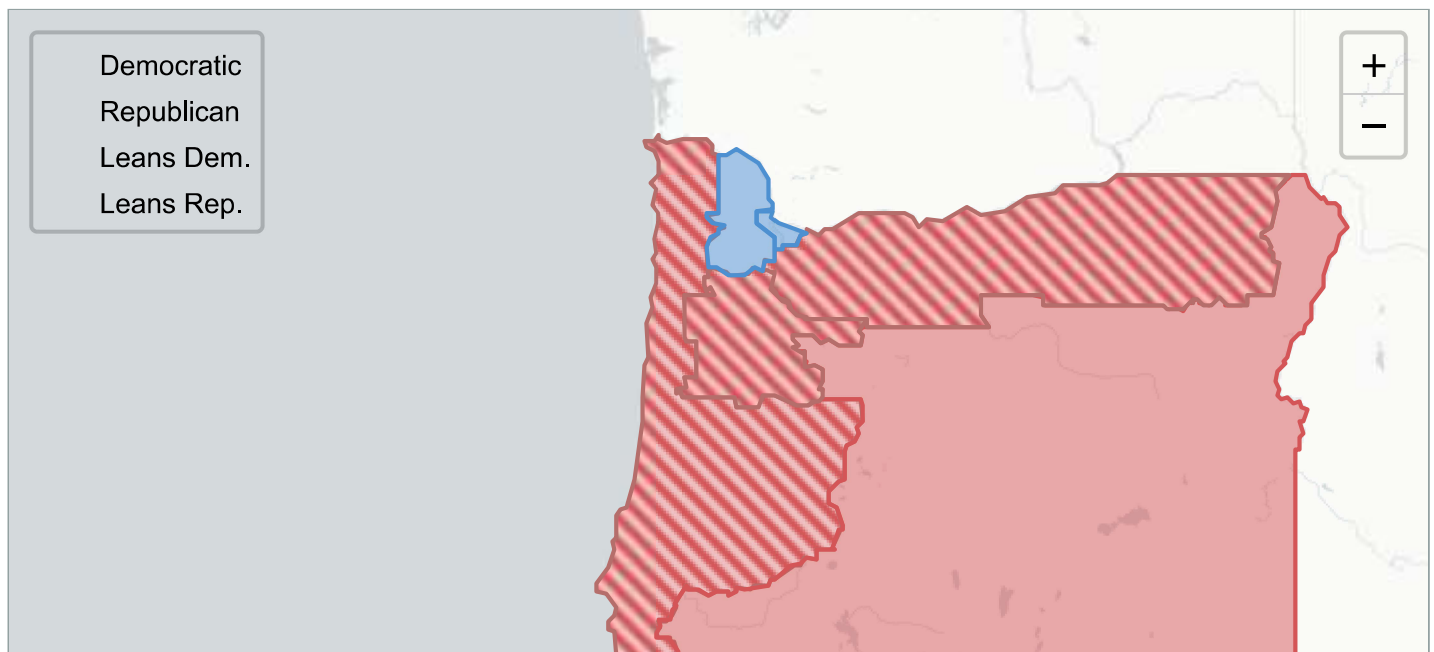 Democratic
Republican
Leans Dem.
Leans Rep.
+
−